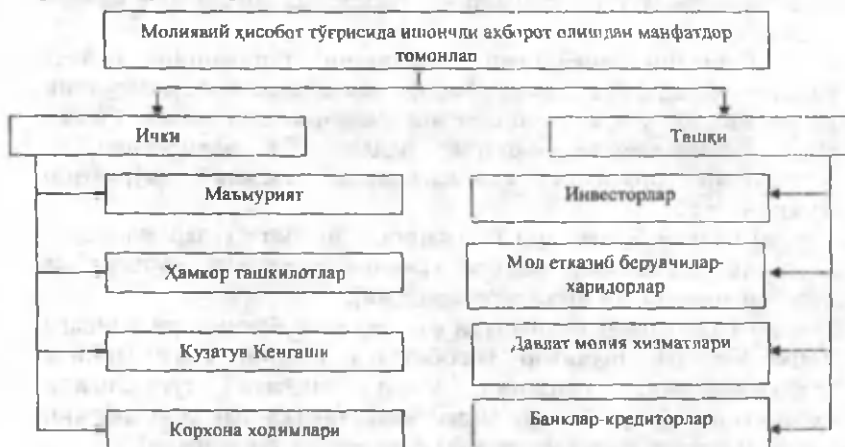 Молиявий ҳисобот тўғрисида ишончли ахборот олишдан манфатдор
томонлар
Ички
Ташқи
Маъмурият
Инвесторлар
Ҳамкор ташкилотлар
Мол етказиб берувчилар-
харидорлар
Кузатув Кенгаши
Давлат молия хизматлари
Корхона ходимлари
Банклар-кредиторлар